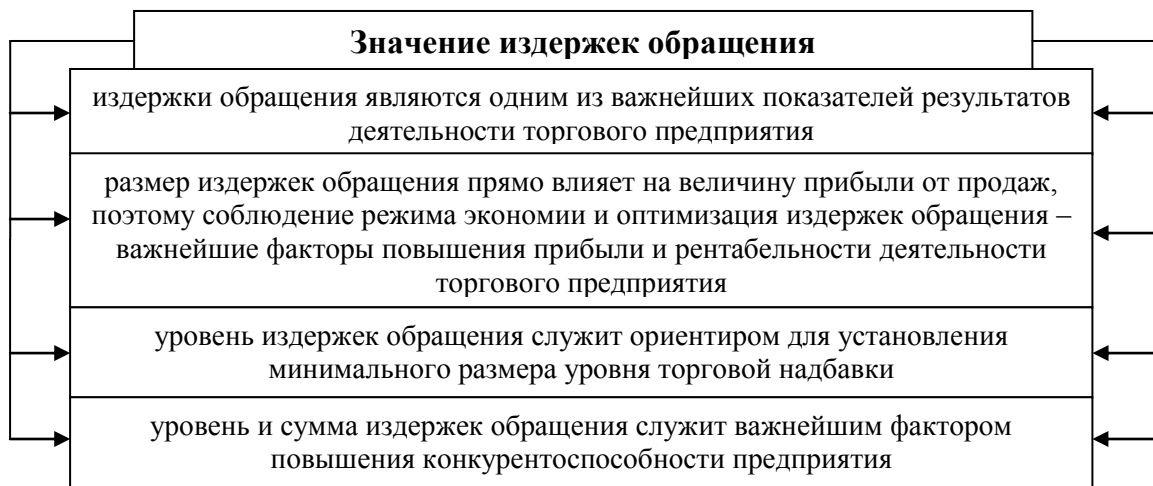 Значение издержек обращения
издержки обращения являются одним из важнейших показателей результатов
деятельности торгового предприятия
размер издержек обращения прямо влияет на величину прибыли от продаж,
поэтому соблюдение режима экономии и оптимизация издержек обращения –
важнейшие факторы повышения прибыли и рентабельности деятельности
торгового предприятия
уровень издержек обращения служит ориентиром для установления
минимального размера уровня торговой надбавки
уровень и сумма издержек обращения служит важнейшим фактором
повышения конкурентоспособности предприятия